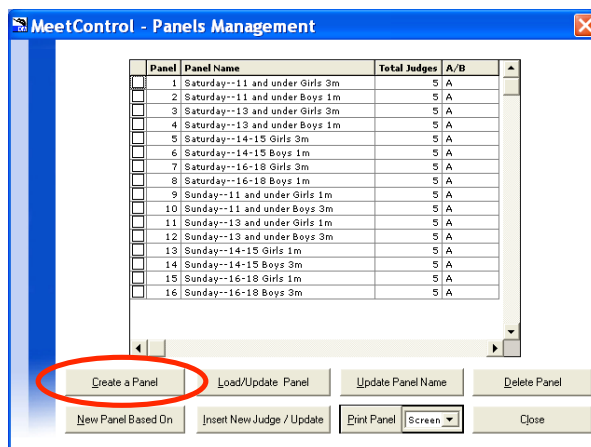 MeetControl - Panels Management
Panel Panel Name Total Judges A/B
1 Saturday--11 and under Girls 3m 5 A
2 Saturday--11 and under Boys 1m 5 A
3 Saturday--13 and under Girls 3m 5 A
4 Saturday--13 and under Boys 1m 5 A
5 Saturday--14-15 Girls 3m 5 A
6 Saturday--14-15 Boys 1m 5 A
7 Saturday--16-18 Girls 3m 5 A
8 Saturday--16-18 Boys 1m 5 A
9 Sunday--11 and under Girls 1m 5 A
10 Sunday--11 and under Boys 3m 5 A
11 Sunday--13 and under Girls 1m 5 A
12 Sunday--13 and under Boys 3m 5 A
13 Sunday--14-15 Girls 1m 5 A
14 Sunday--14-15 Boys 3m 5 A
15 Sunday--16-18 Girls 1m 5 A
16 Sunday--16-18 Boys 3m 5 A
Create a Panel Load/Update Panel Update Panel Name Delete Panel
New Panel Based On Insert New Judge / Update Print Panel Screen Close